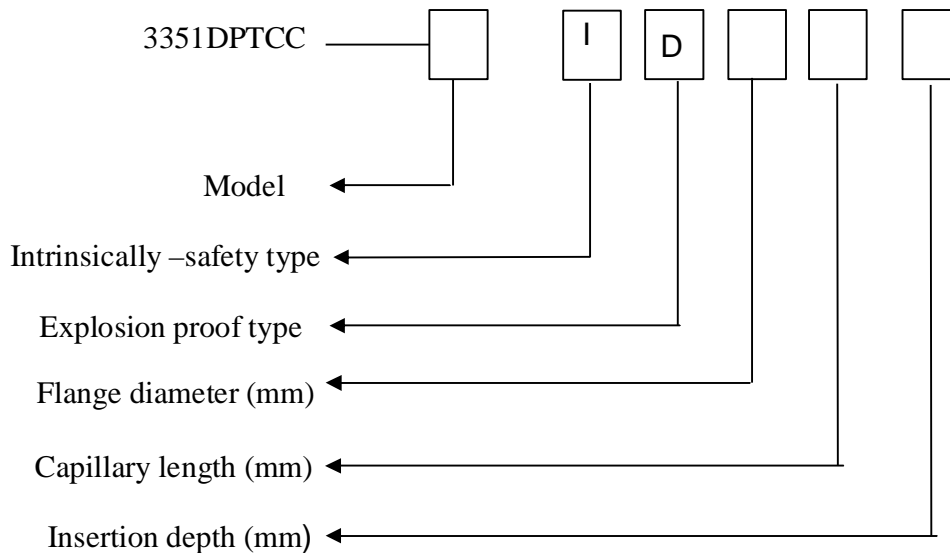 3351DPTCC I D
Model
Intrinsically –safety type
Explosion proof type
Flange diameter (mm)
Capillary length (mm)
Insertion depth (mm)